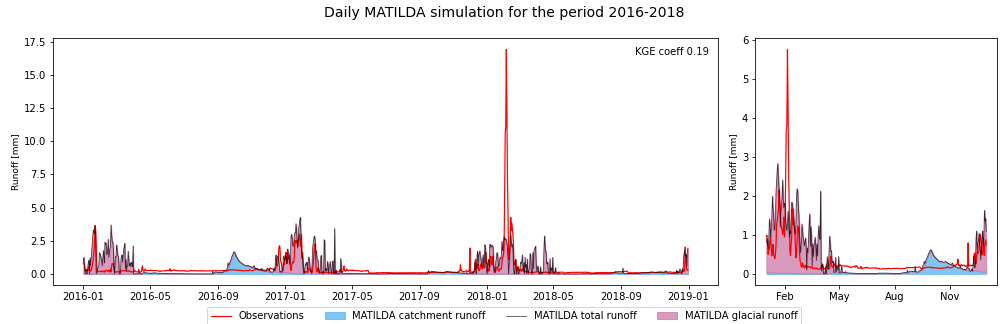 Daily MATILDA simulation for the period 2016-2018
KGE coeff 0.19
Runoff [mm]
17.5
15.0
12.5
10.0
7.5
5.0
2.5
0.0
2016-01 2016-05 2016-09 2017-01 2017-05 2017-09 2018-01 2018-05 2018-09 2019-01
Runoff [mm]
6
5
4
3
2
1
0
Feb May Aug Nov
Observations MATILDA catchment runoff MATILDA total runoff MATILDA glacial runoff